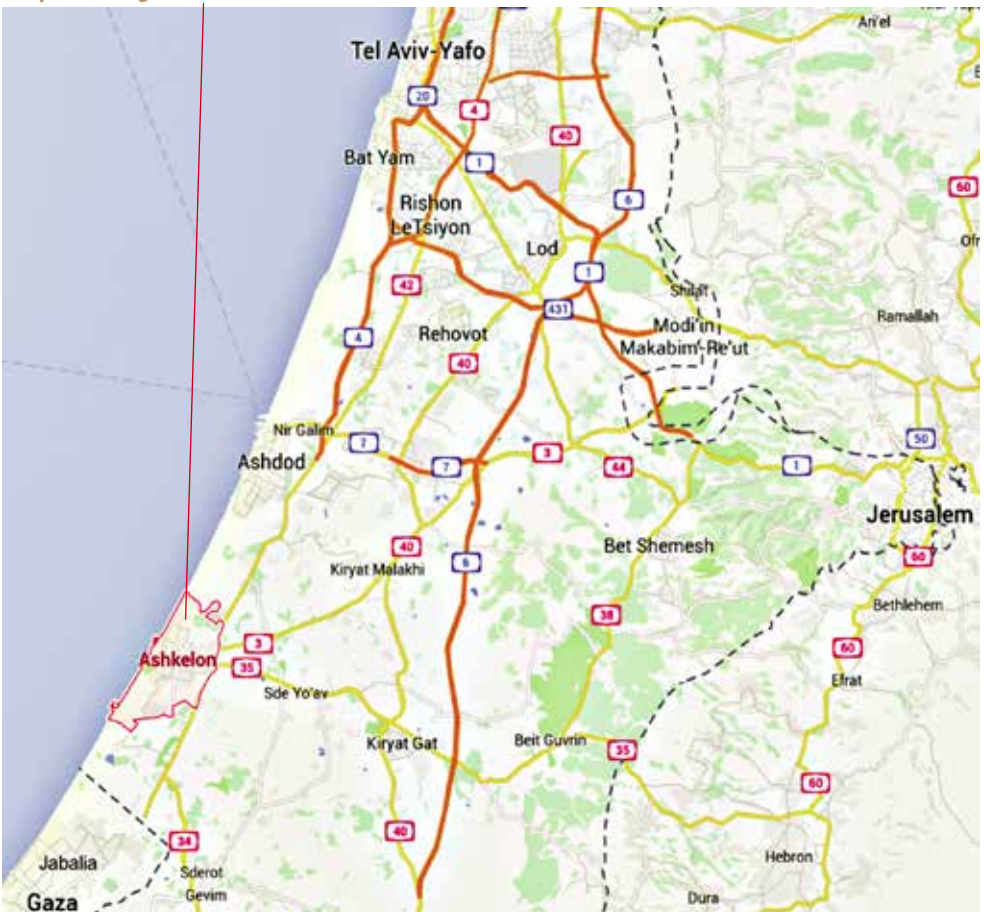 An'el
Tel Aviv-Yafo
20
4
40
Bat Yam
1
60
6
Rishon
LeTsiyon
Lod
1
42
Shilat
431
Ramallah
4
Rehovot
Modi'in
Makabim-Re'ut
40
Nir Galim
7
50
Ashdod
7
3
44
1
Jerusalem
40
Bet Shemesh
60
Kiryat Malakhi
6
Bethlehem
38
3
60
Ashkelon
35
Efrat
Sde Yo'av
Kiryat Gat
Beit Guvrin
35
60
40
34
Jabalia
Hebron
Sderot
Gevim
Dura
Gaza